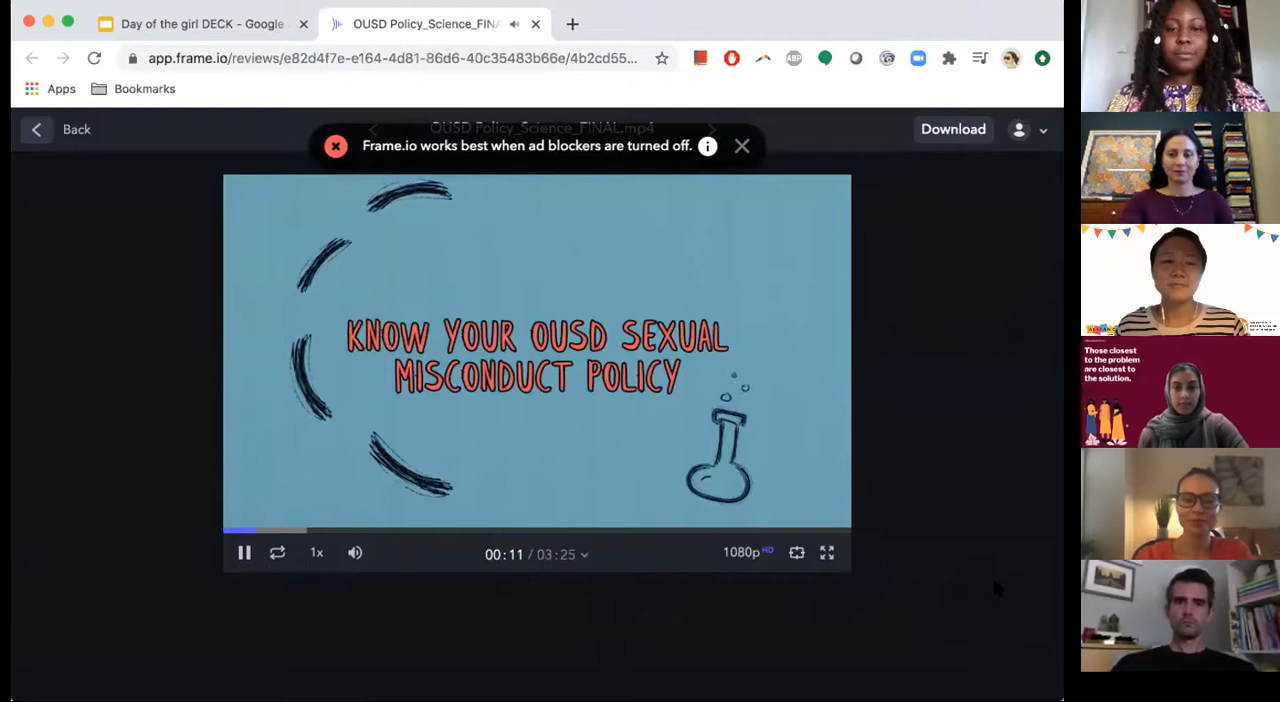 Day of the girl DECK - Google
OUSD Policy_Science_FINA
app.frame.io/reviews/e82d4f7e-e164-4d81-86d6-40c35483b66e/4b2cd55...
ABP
Apps
Bookmarks
Back
OUSD Policy_Science_FINAL.mp4
Download
Frame.io works best when ad blockers are turned off.
KNOW YOUR OUSD SEXUAL
MISCONDUCT POLICY
1x
00:11 / 03:25
1080p HD
Those closest
to the problem
are closest to
the solution.